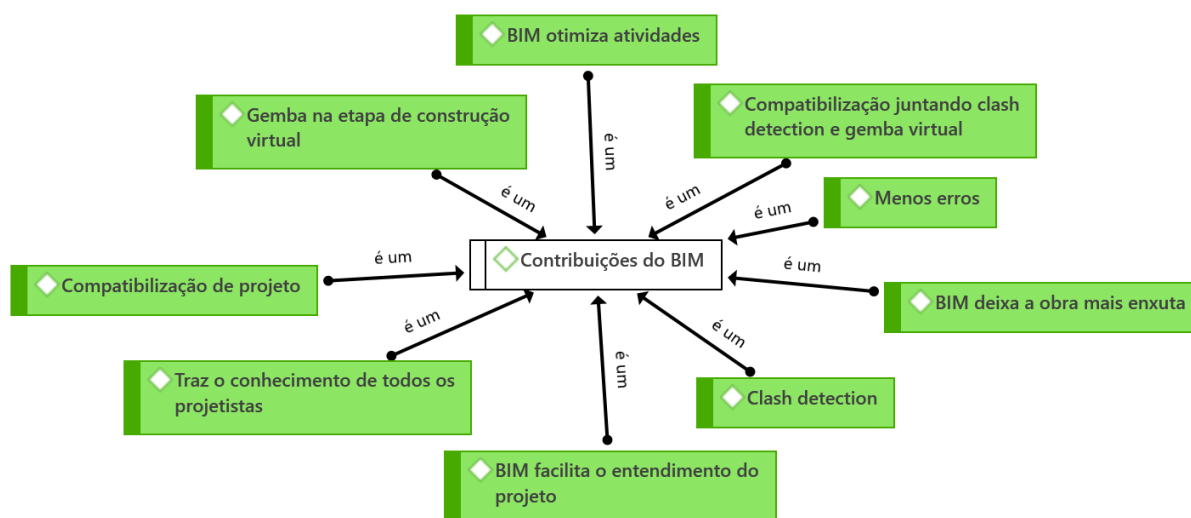 BIM otimiza atividades
Gemba na etapa de construção
virtual
Compatibilização juntando clash
detection e gemba virtual
é um
é um
é um
Menos erros
é um
Contribuições do BIM
é um
Compatibilização de projeto
é um
BIM deixa a obra mais enxuta
é um
é um
é um
Traz o conhecimento de todos os
projetistas
Clash detection
BIM facilita o entendimento do
projeto